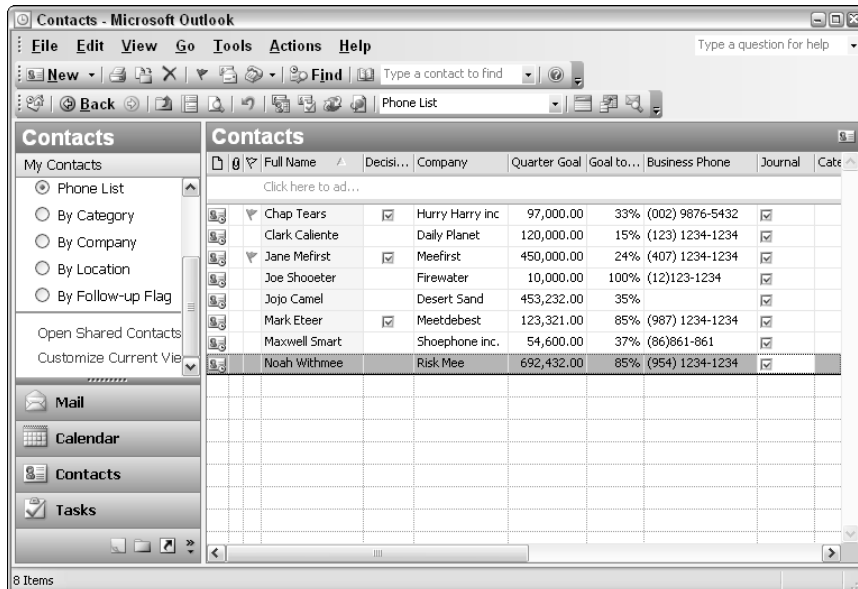 Contacts - Microsoft Outlook
File Edit View Go Tools Actions Help Type a question for help
New Find Type a contact to find
Back Phone List
Contacts
My Contacts
Phone List
By Category
By Company
By Location
By Follow-up Flag
Open Shared Contacts
Customize Current Vie
Mail
Calendar
Contacts
Tasks
Contacts
Full Name Decisi... Company Quarter Goal Goal to... Business Phone Journal Cate
Click here to ad...
Chap Tears Hurry Harry inc 97,000.00 33% (002) 9876-5432
Clark Caliente Daily Planet 120,000.00 15% (123) 1234-1234
Jane Mefirst Meefirst 450,000.00 24% (407) 1234-1234
Joe Shooeter Firewater 10,000.00 100% (12)123-1234
Jojo Camel Desert Sand 453,232.00 35%
Mark Eteer Meetdebest 123,321.00 85% (987) 1234-1234
Maxwell Smart Shoephone inc. 54,600.00 37% (86)861-861
Noah Withmee Risk Mee 692,432.00 85% (954) 1234-1234
8 Items